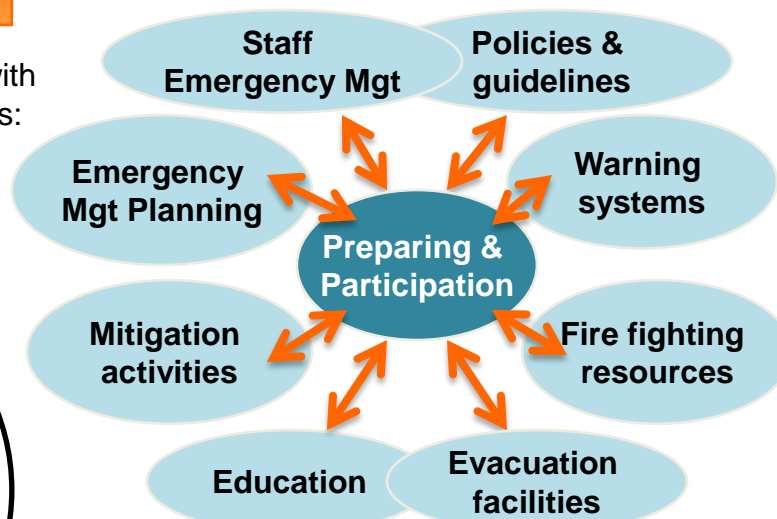 with
s:
Staff
Emergency Mgt
Policies &
guidelines
Emergency
Mgt Planning
Warning
systems
Preparing &
Participation
Mitigation
activities
Fire fighting
resources
Education
Evacuation
facilities